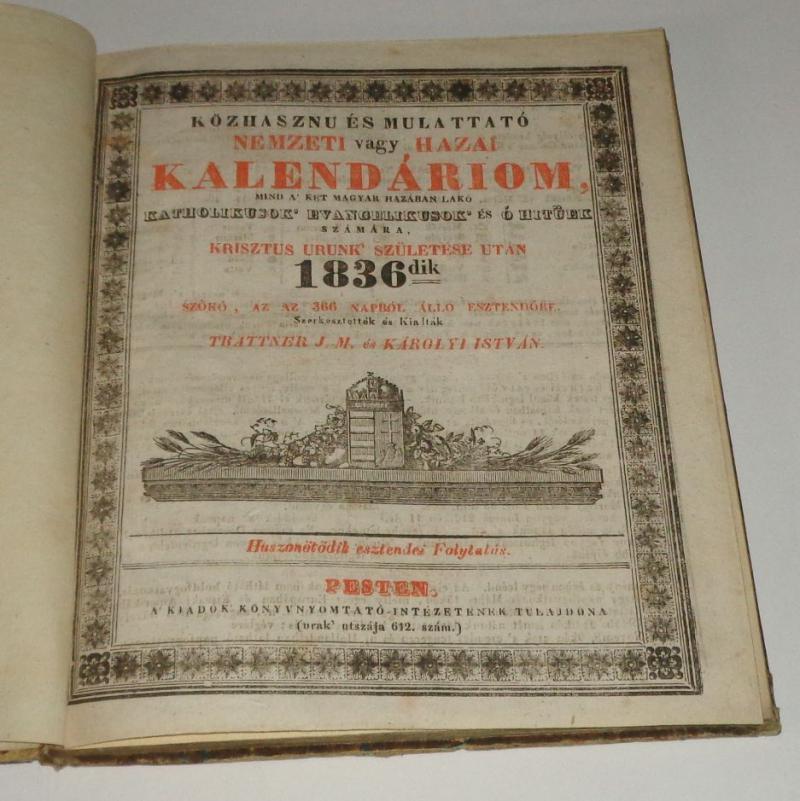 KÖZHASZNU ÉS MULATTATÓ
NEMZETI vagy HAZAI
KALENDÁRIOM,
MIND A' KÉT MAGYAR HAZÁBAN LAKÓ
KATHOLIKUSOK' EVANGELIKUSOK' ÉS Ó HITŰEK
SZÁMÁRA,
KRISZTUS URUNK' SZÜLETÉSE UTÁN
1836dik
SZÖKŐ, AZ AZ 366 NAPBÓL ÁLLÓ ESZTENDŐRE.
Szerkesztették és Kiadták
TRATTNER J. M. és KÁROLYI ISTVÁN.
Huszonötödik esztendei Folytatás.
PESTEN,
A' KIADÓK KÖNYVNYOMTATÓ-INTÉZETÉNEK TULAJDONA
(urak' utszája 612. szám.)